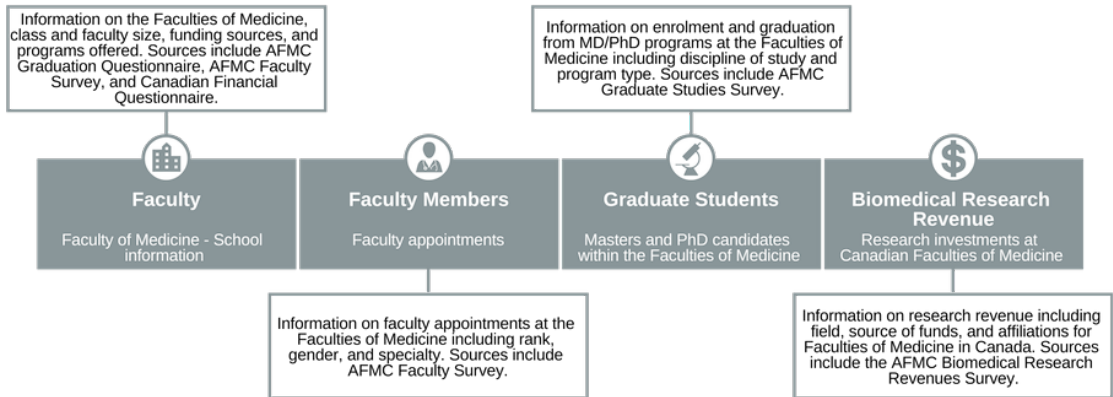 Information on the Faculties of Medicine,
class and faculty size, funding sources, and
programs offered. Sources include AFMC
Graduation Questionnaire, AFMC Faculty
Survey, and Canadian Financial
Questionnaire.
Information on enrolment and graduation
from MD/PhD programs at the Faculties of
Medicine including discipline of study and
program type. Sources include AFMC
Graduate Studies Survey.
Faculty
Faculty of Medicine - School
information
Faculty Members
Faculty appointments
Graduate Students
Masters and PhD candidates
within the Faculties of Medicine
$
Biomedical Research
Revenue
Research investments at
Canadian Faculties of Medicine
Information on faculty appointments at the
Faculties of Medicine including rank,
gender, and specialty. Sources include
AFMC Faculty Survey.
Information on research revenue including
field, source of funds, and affiliations for
Faculties of Medicine in Canada. Sources
include the AFMC Biomedical Research
Revenues Survey.